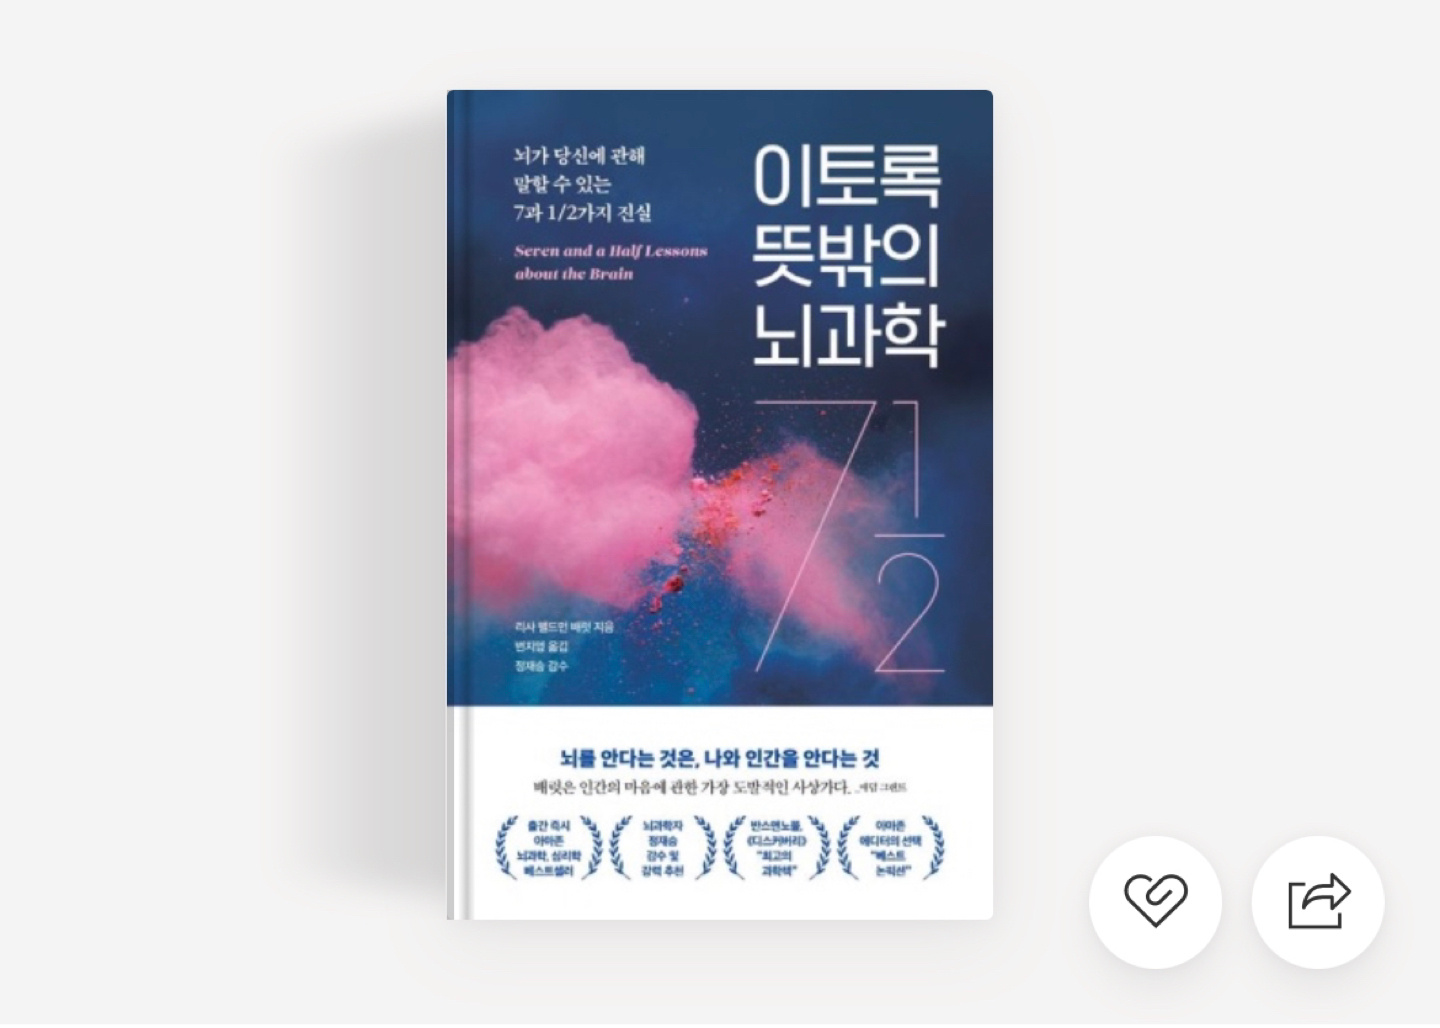 뇌가 당신에 관해
말할 수 있는
7과 1/2가지 진실
Seven and a Half Lessons
about the Brain
이토록
뜻밖의
뇌과학
7 1/2
리사 펠드먼 배럿 지음
변지영 옮김
정재승 감수
뇌를 안다는 것은, 나와 인간을 안다는 것
배럿은 인간의 마음에 관한 가장 도발적인 사상가다. _애덤 그랜트
출간 즉시
아마존
뇌과학, 심리학
베스트셀러
뇌과학자
정재승
감수 및
강력 추천
반스앤노블,
《디스커버리》
"최고의
과학책"
아마존
에디터의 선택
"베스트
논픽션"